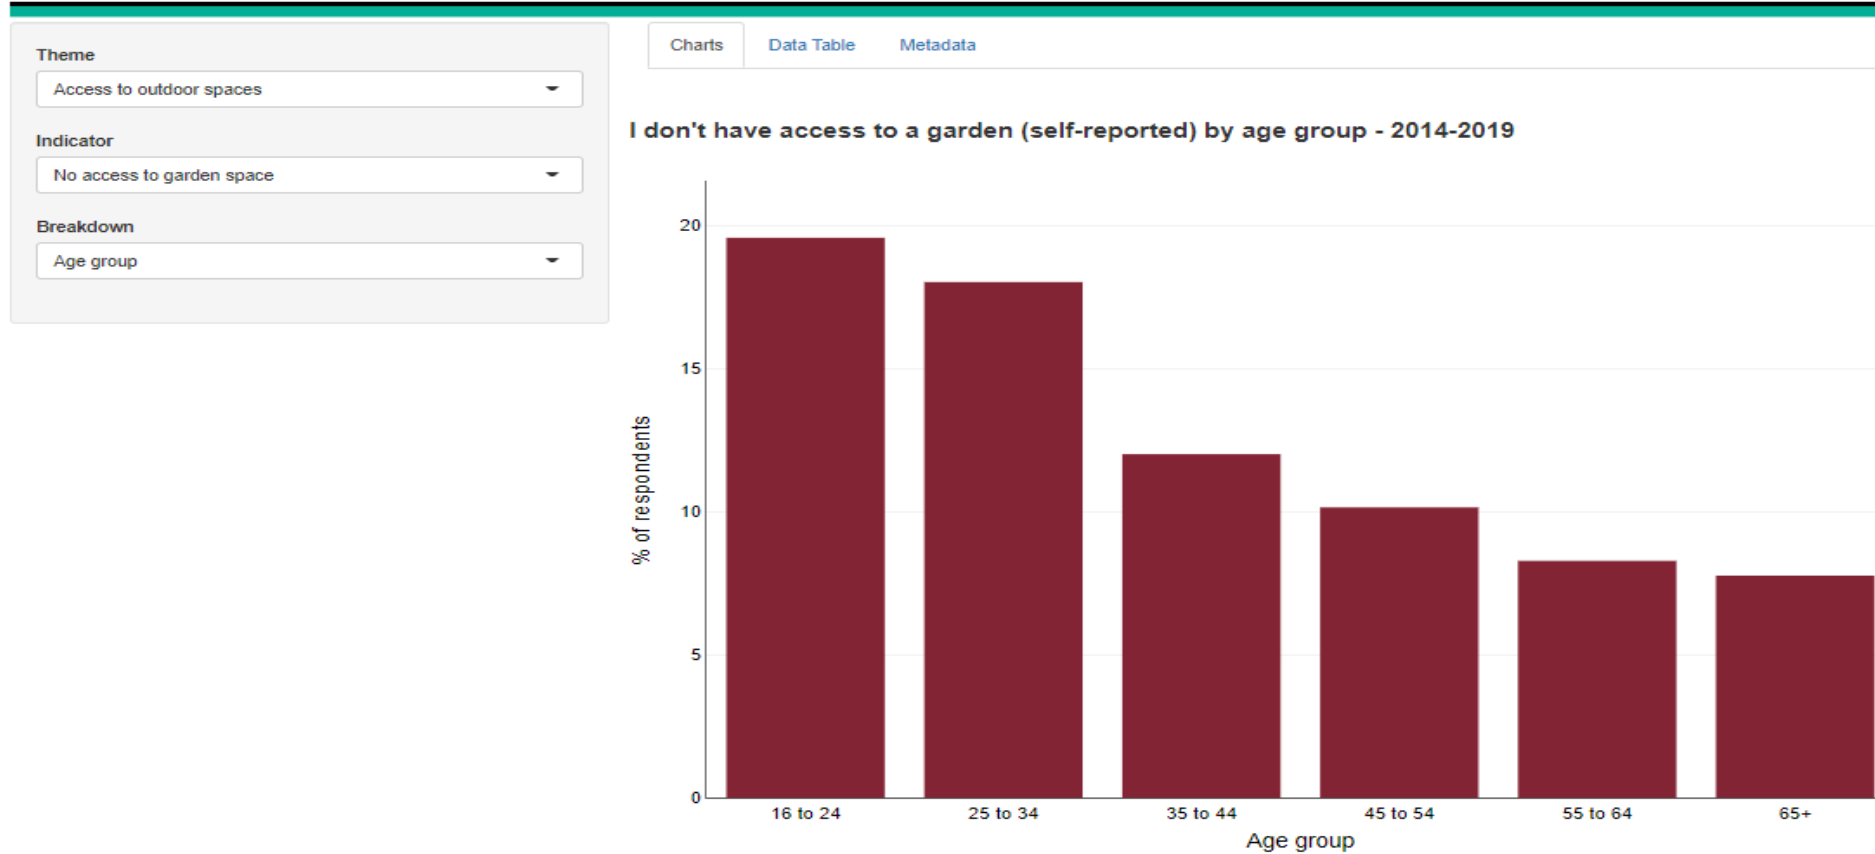 Theme
Access to outdoor spaces
Indicator
No access to garden space
Breakdown
Age group
Charts Data Table Metadata
I don't have access to a garden (self-reported) by age group - 2014-2019
% of respondents
20
15
10
5
0
16 to 24 25 to 34 35 to 44 45 to 54 55 to 64 65+
Age group